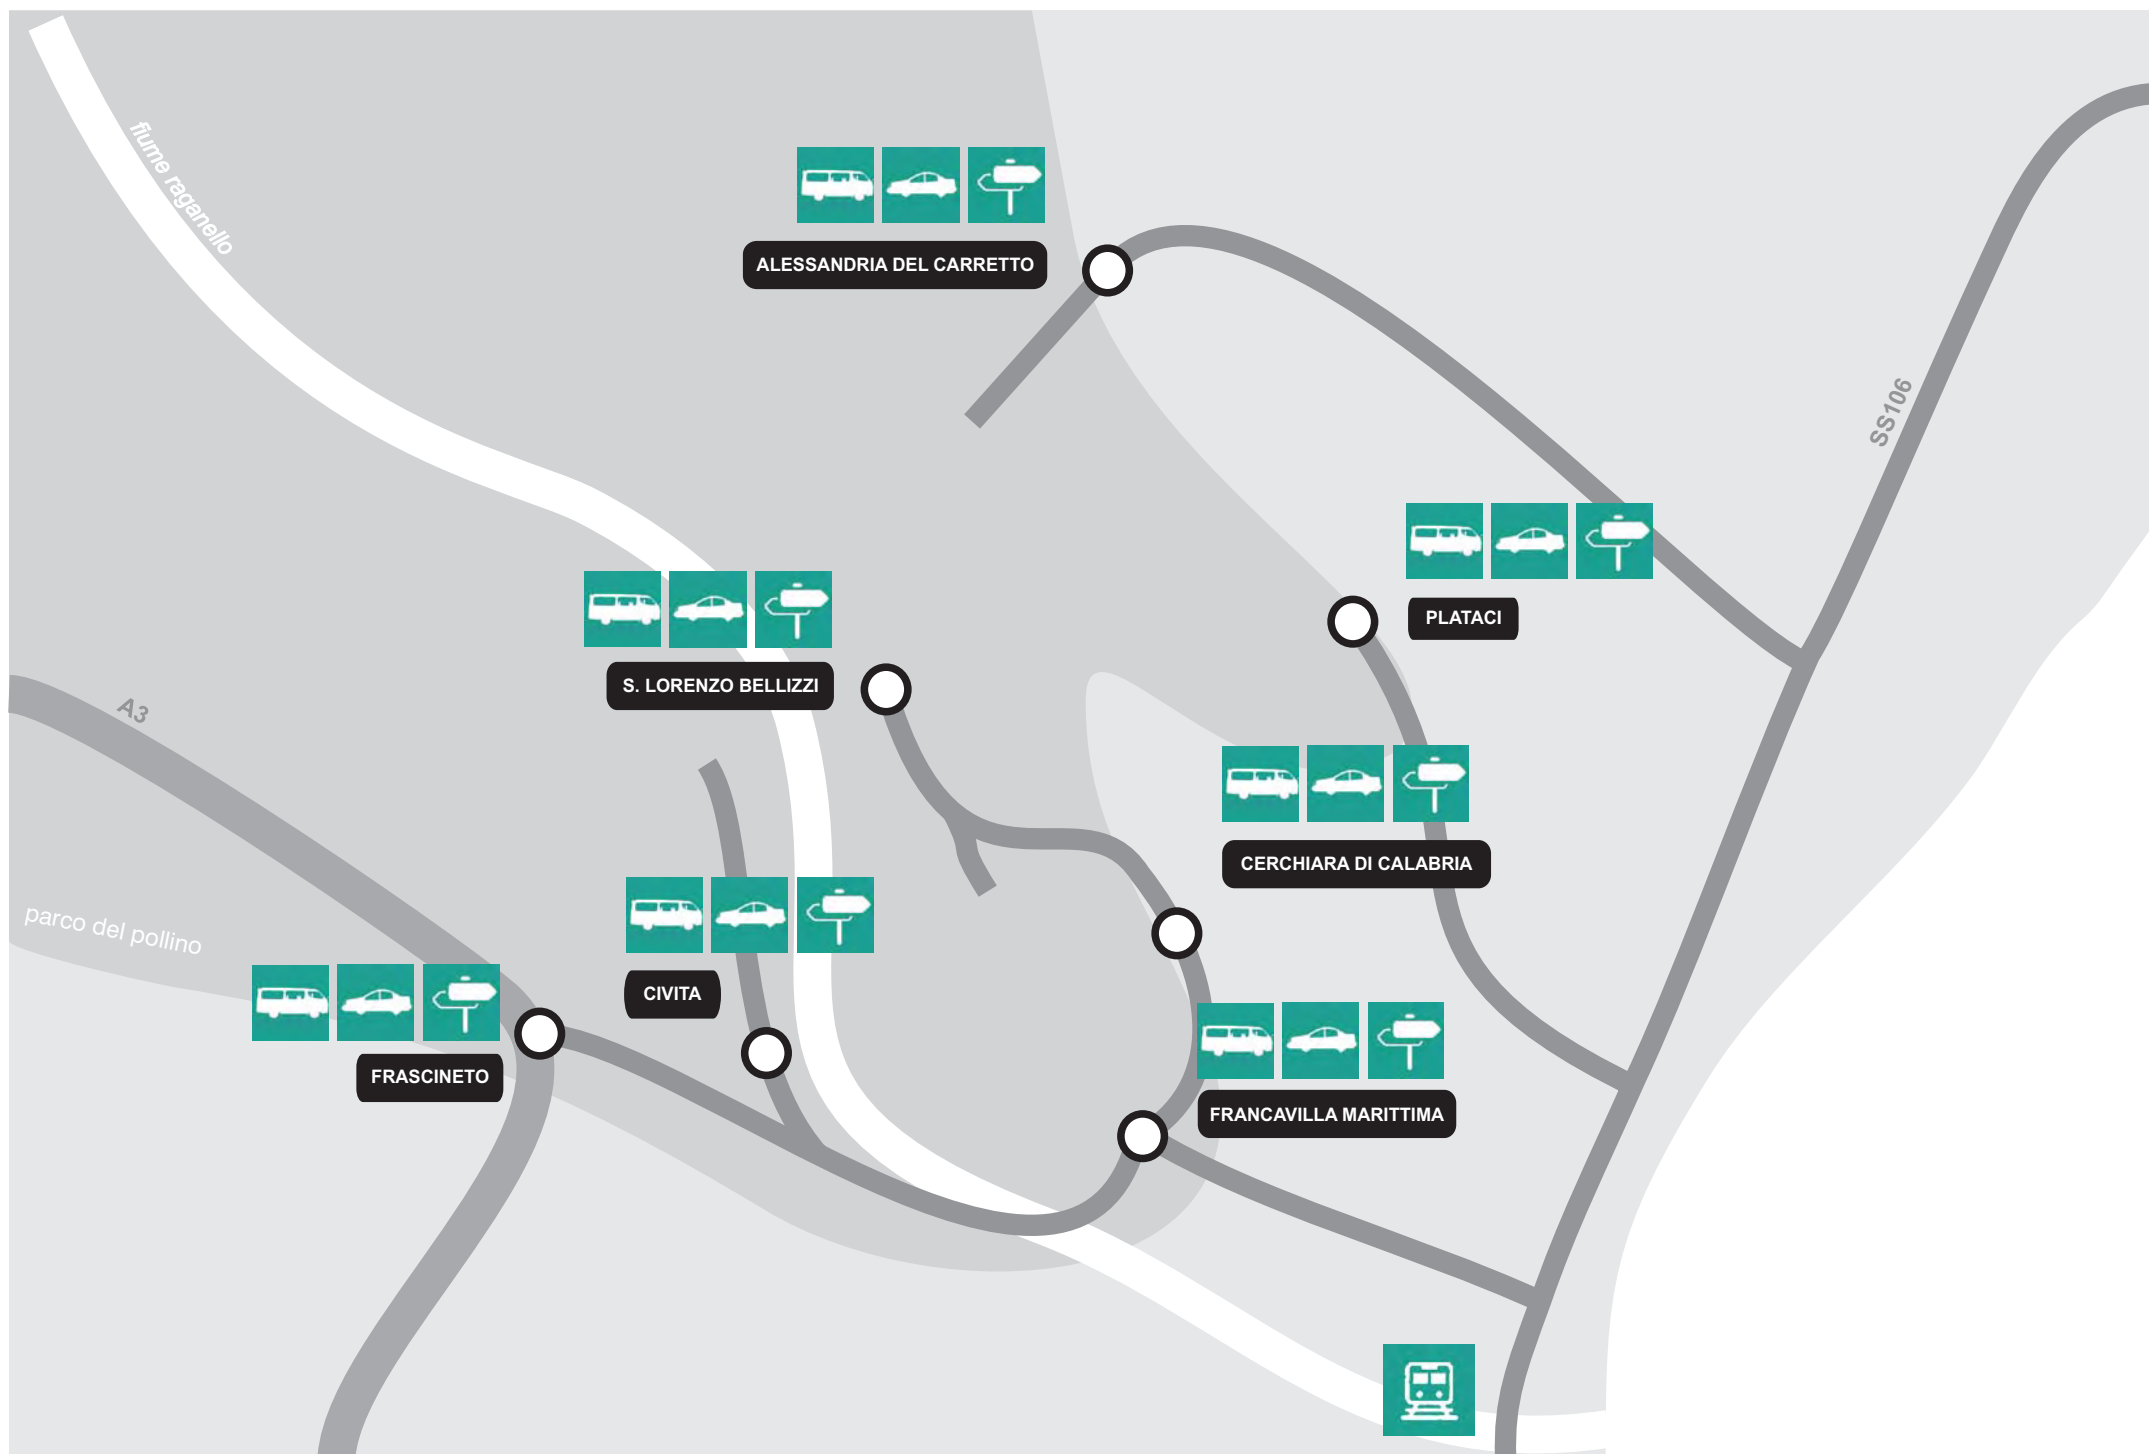 fiume raganello
ALESSANDRIA DEL CARRETTO
SS106
PLATACI
S. LORENZO BELLIZZI
A3
CERCHIARA DI CALABRIA
parco del pollino
CIVITA
FRASCINETO
FRANCAVILLA MARITTIMA